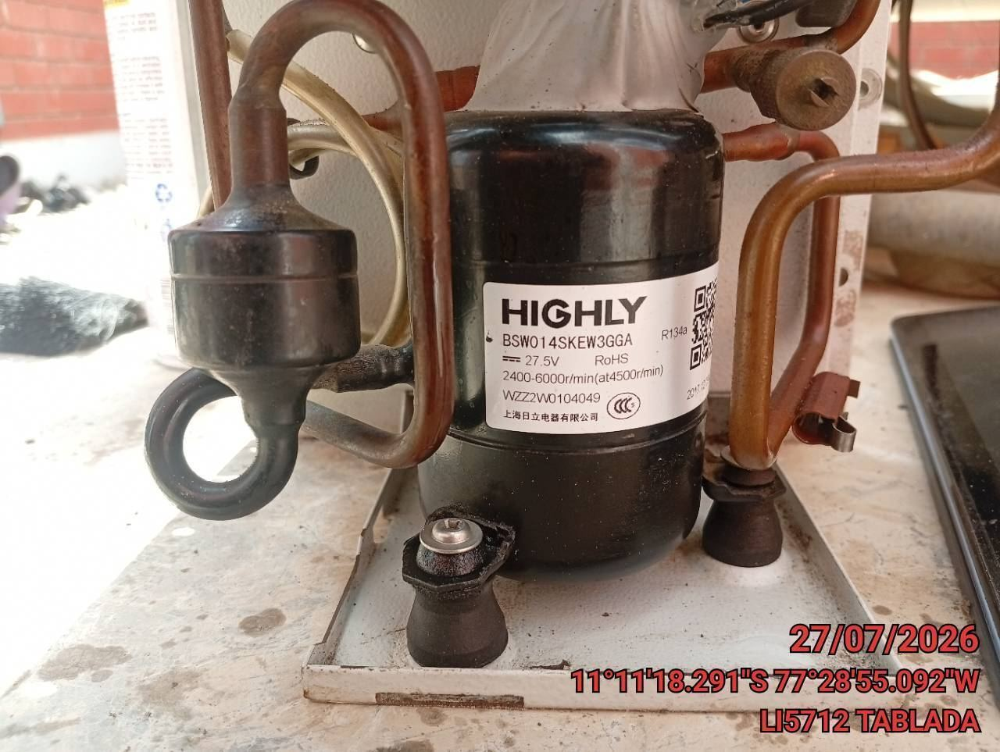 HIGHLY
BSW014SKEW3GGA
R134a
⎓ 27.5V RoHS
2400-6000r/min(at4500r/min)
WZZ2W0104049
CCC S
上海日立电器有限公司
27/07/2026
11°11'18.291"S 77°28'55.092"W
LI5712 TABLADA